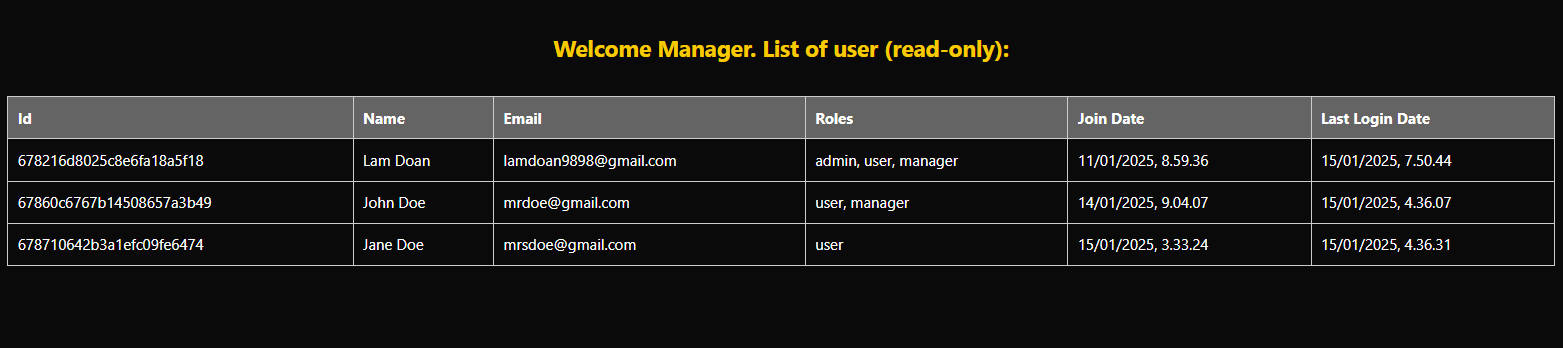 Welcome Manager. List of user (read-only):
Id Name Email Roles Join Date Last Login Date
678216d8025c8e6fa18a5f18 Lam Doan lamdoan9898@gmail.com admin, user, manager 11/01/2025, 8.59.36 15/01/2025, 7.50.44
67860c6767b14508657a3b49 John Doe mrdoe@gmail.com user, manager 14/01/2025, 9.04.07 15/01/2025, 4.36.07
678710642b3a1efc09fe6474 Jane Doe mrsdoe@gmail.com user 15/01/2025, 3.33.24 15/01/2025, 4.36.31